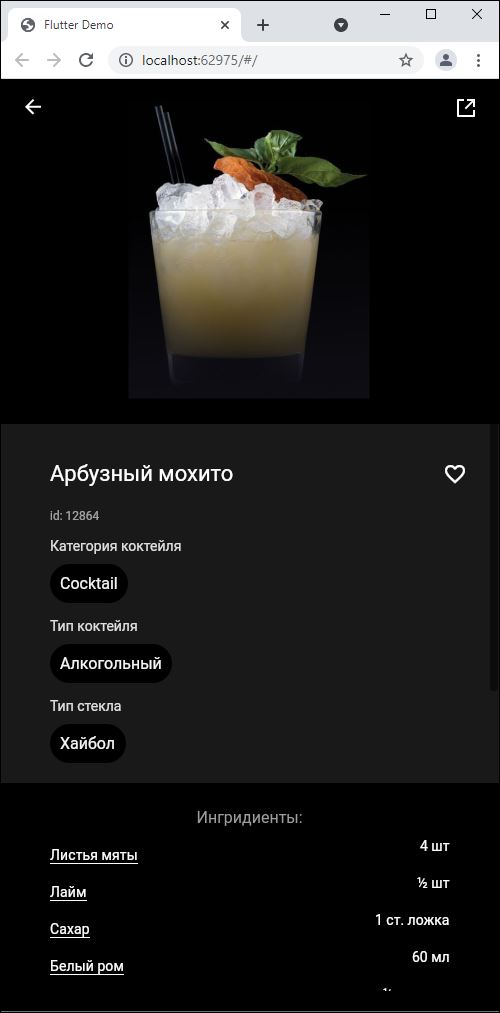 Flutter Demo
localhost:62975/#/
Арбузный мохито
id: 12864
Категория коктейля
Cocktail
Тип коктейля
Алкогольный
Тип стекла
Хайбол
Ингридиенты:
Листья мяты 4 шт
Лайм ½ шт
Сахар 1 ст. ложка
Белый ром 60 мл